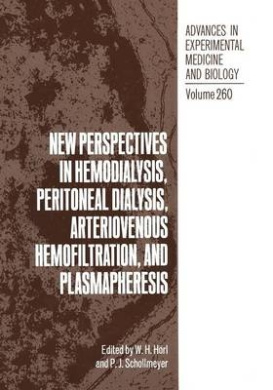 ADVANCES IN
EXPERIMENTAL
MEDICINE
AND BIOLOGY
Volume 260
NEW PERSPECTIVES
IN HEMODIALYSIS,
PERITONEAL DIALYSIS,
ARTERIOVENOUS
HEMOFILTRATION, AND
PLASMAPHERESIS
Edited by W. H. Hörl
and P. J. Schollmeyer